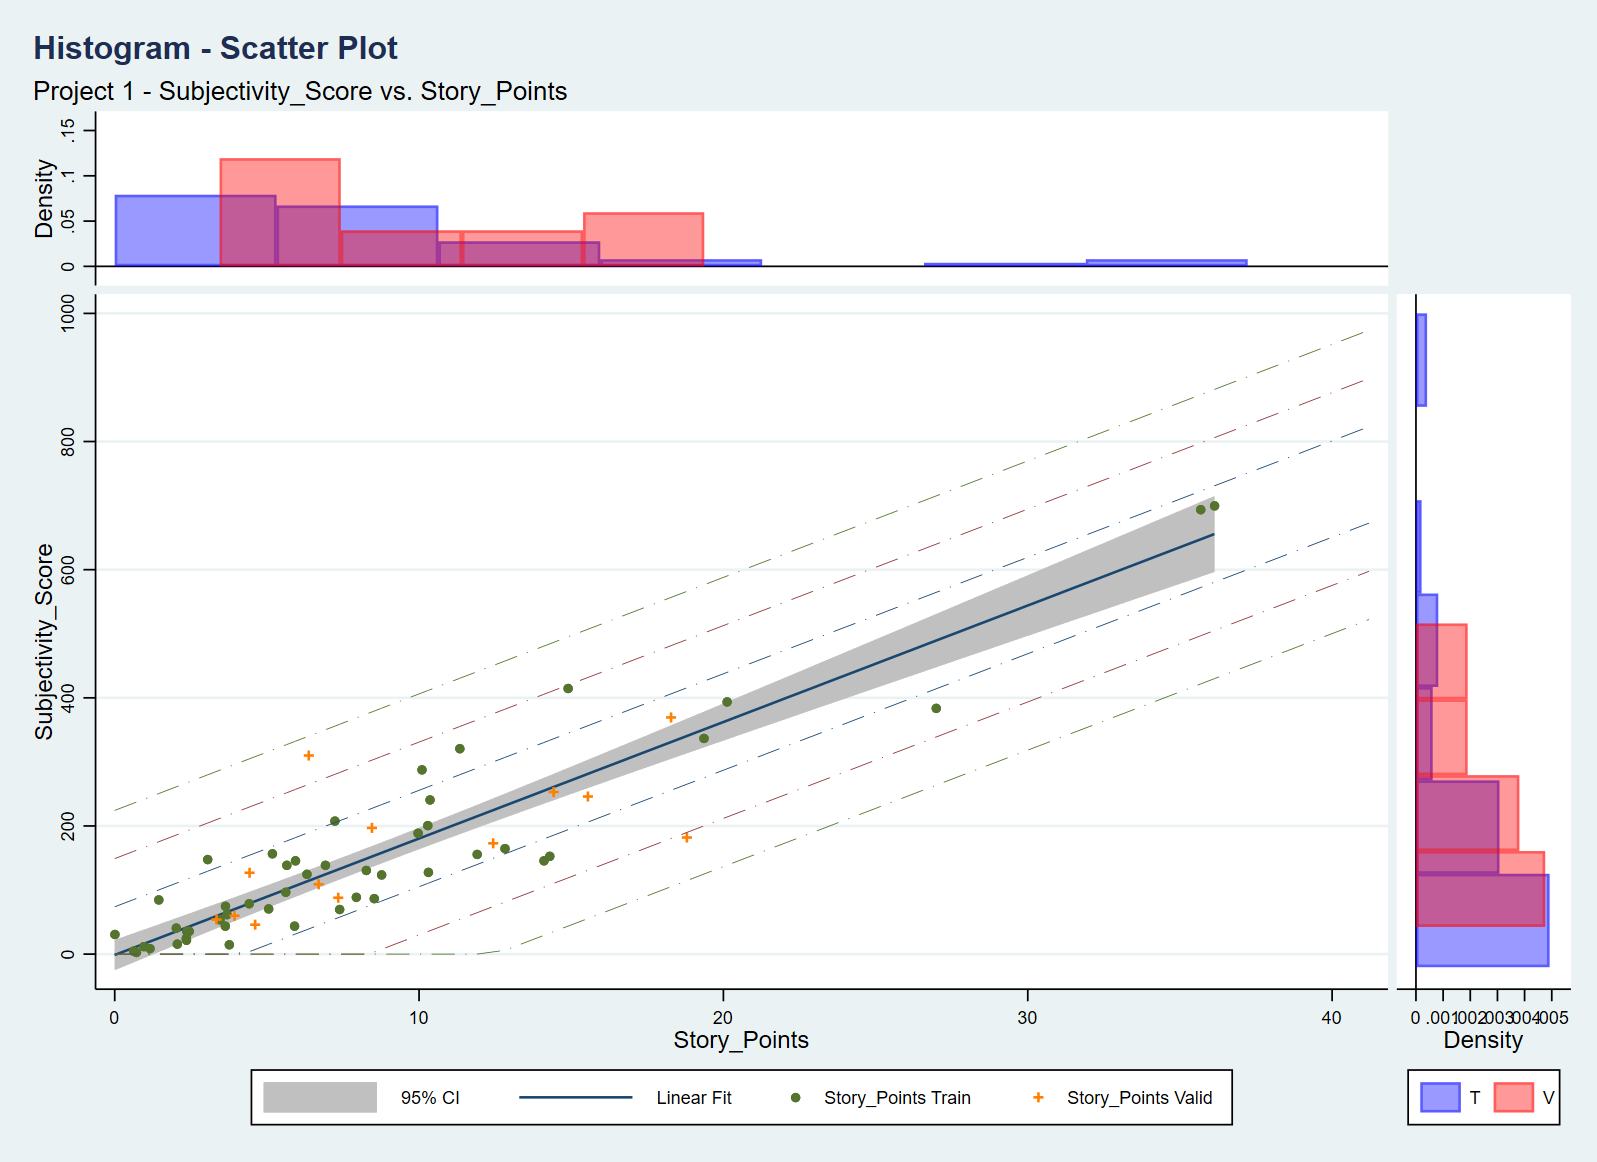 Histogram - Scatter Plot
Project 1 - Subjectivity_Score vs. Story_Points
Density
0 .05 .1 .15
Subjectivity_Score
0 200 400 600 800 1000
0 10 20 30 40
Story_Points
0 .001 .002 .003 .004 .005
Density
95% CI Linear Fit Story_Points Train Story_Points Valid
T V